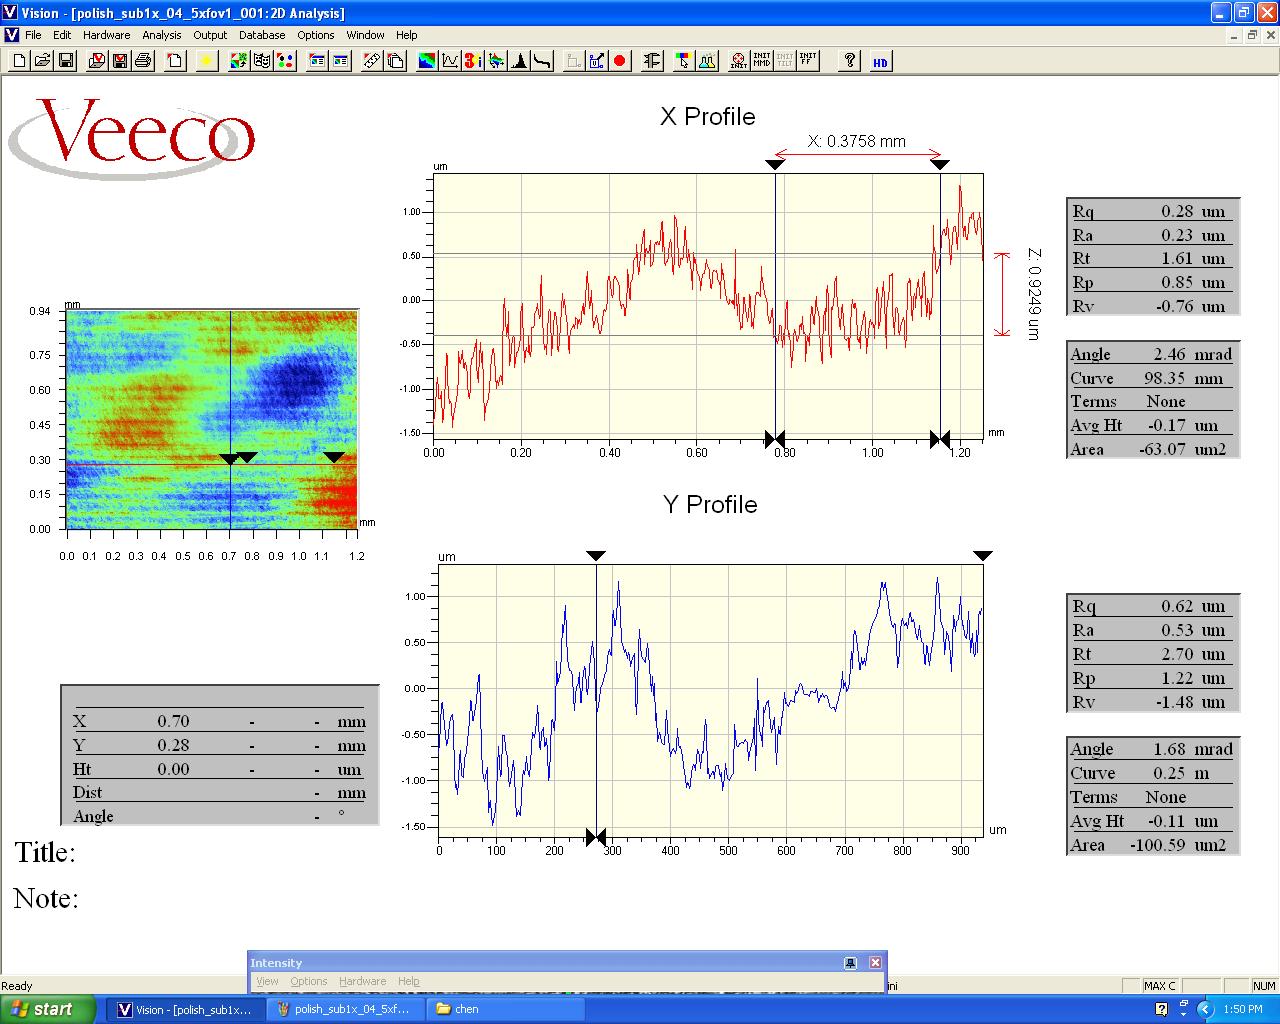 Vision - [polish_sub1x_04_5xfov1_001:2D Analysis]
File Edit Hardware Analysis Output Database Options Window Help
INIT INIT MMD INIT TILT INIT FF ? HD
Veeco
X Profile
X: 0.3758 mm
um
1.00
0.50
0.00
-0.50
-1.00
-1.50
mm
0.00 0.20 0.40 0.60 0.80 1.00 1.20
Z: 0.9249 um
Rq 0.28 um
Ra 0.23 um
Rt 1.61 um
Rp 0.85 um
Rv -0.76 um
Angle 2.46 mrad
Curve 98.35 mm
Terms None
Avg Ht -0.17 um
Area -63.07 um2
mm
0.94
0.75
0.60
0.45
0.30
0.15
0.00
mm
0.0 0.1 0.2 0.3 0.4 0.5 0.6 0.7 0.8 0.9 1.0 1.1 1.2
Y Profile
um
1.00
0.50
0.00
-0.50
-1.00
-1.50
um
0 100 200 300 400 500 600 700 800 900
Rq 0.62 um
Ra 0.53 um
Rt 2.70 um
Rp 1.22 um
Rv -1.48 um
Angle 1.68 mrad
Curve 0.25 m
Terms None
Avg Ht -0.11 um
Area -100.59 um2
X 0.70 - - mm
Y 0.28 - - mm
Ht 0.00 - - um
Dist - mm
Angle - °
Title:
Note:
Intensity
View Options Hardware Help
Ready
MAX C NUM
start Vision - [polish_sub1x... polish_sub1x_04_5xf... chen 1:50 PM